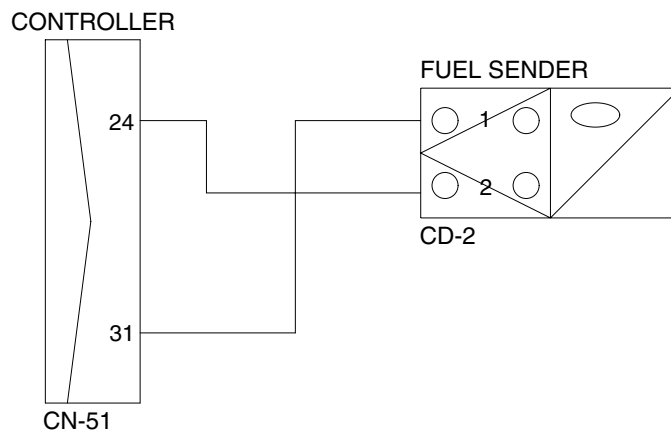 CONTROLLER
FUEL SENDER
24
1
2
CD-2
31
CN-51